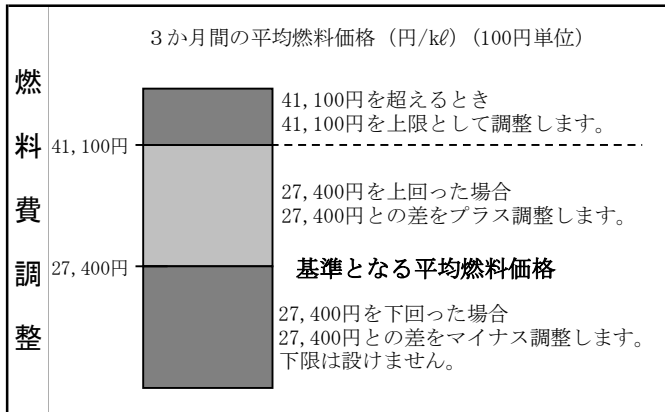 燃料費調整
3か月間の平均燃料価格（円/kℓ）（100円単位）
41,100円を超えるとき
41,100円を上限として調整します。
41,100円
27,400円を上回った場合
27,400円との差をプラス調整します。
27,400円
基準となる平均燃料価格
27,400円を下回った場合
27,400円との差をマイナス調整します。
下限は設けません。